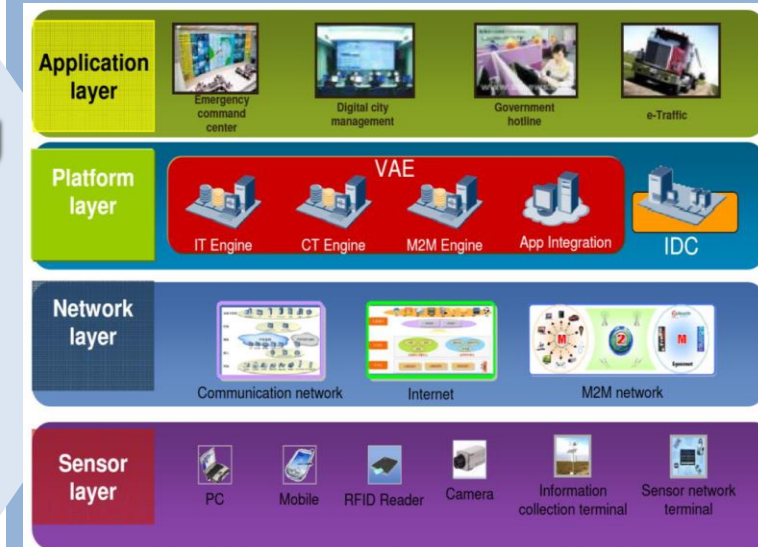 Application
layer
Emergency
command
center
Digital city
management
Government
hotline
e-Traffic
Platform
layer
VAE
IT Engine
CT Engine
M2M Engine
App Integration
IDC
Network
layer
M
2
M
Communication network
Internet
M2M network
Sensor
layer
PC
Mobile
RFID Reader
Camera
Information
collection terminal
Sensor network
terminal